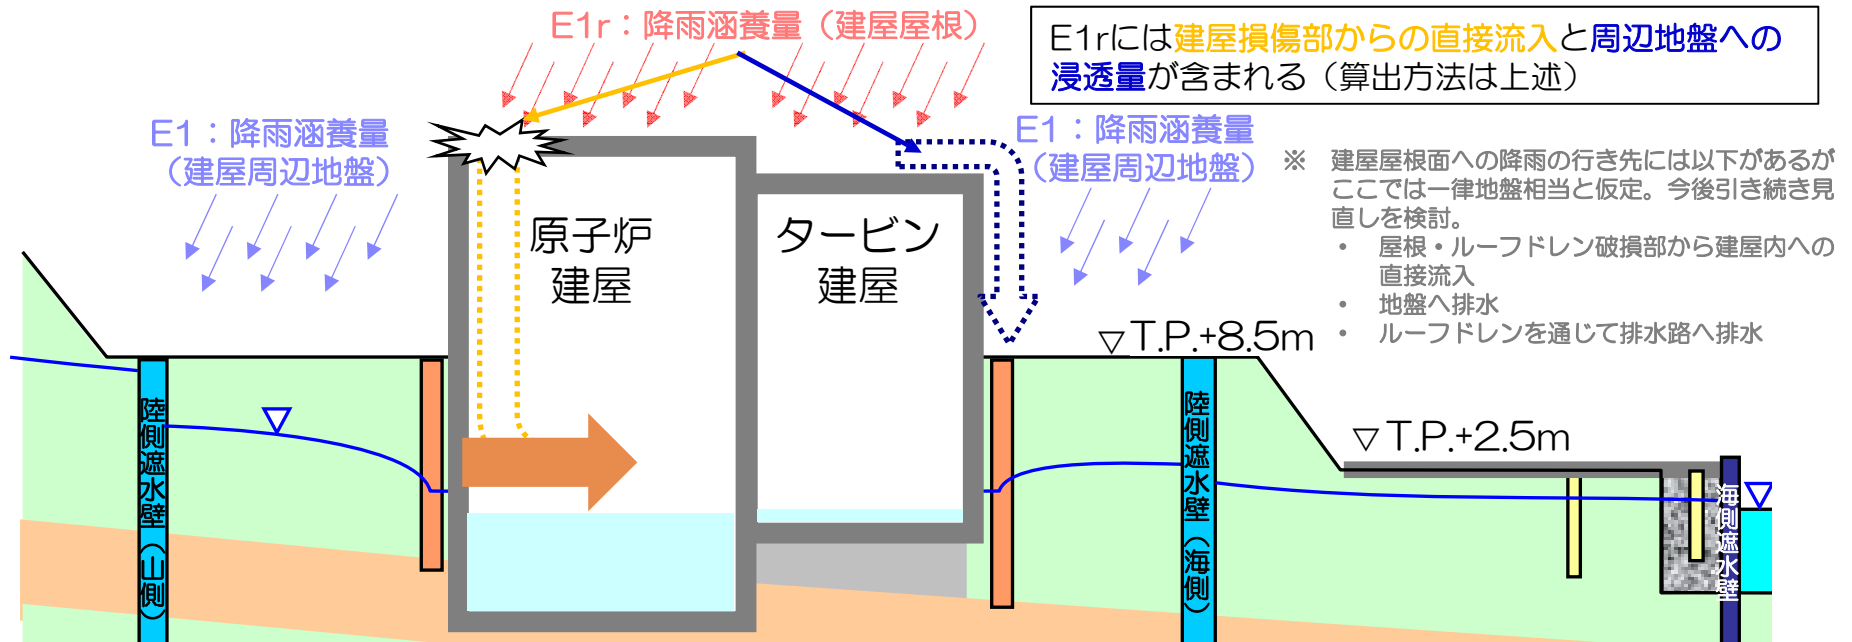 E1r：降雨涵養量（建屋屋根）
E1rには建屋損傷部からの直接流入と周辺地盤への
浸透量が含まれる（算出方法は上述）
E1：降雨涵養量
（建屋周辺地盤）
E1：降雨涵養量
（建屋周辺地盤）
※ 建屋屋根面への降雨の行き先には以下があるが
ここでは一律地盤相当と仮定。今後引き続き見
直しを検討。
• 屋根・ルーフドレン破損部から建屋内への
直接流入
• 地盤へ排水
• ルーフドレンを通じて排水路へ排水
原子炉
建屋
タービン
建屋
▽T.P.+8.5m
▽T.P.+2.5m
陸側遮水壁（山側）
陸側遮水壁（海側）
海側遮水壁